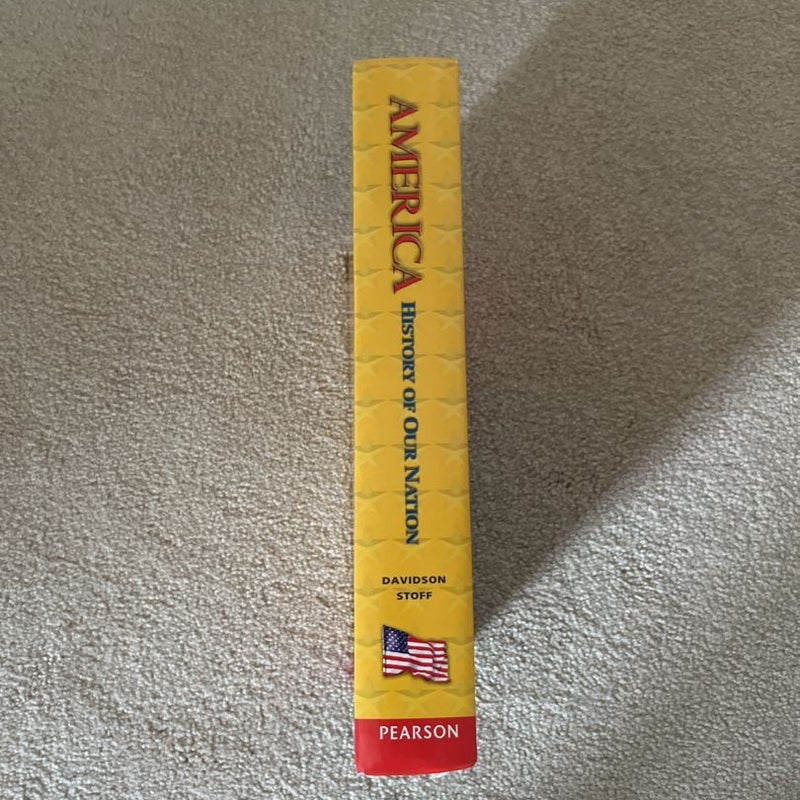 AMERICA
HISTORY OF OUR NATION
DAVIDSON
STOFF
PEARSON